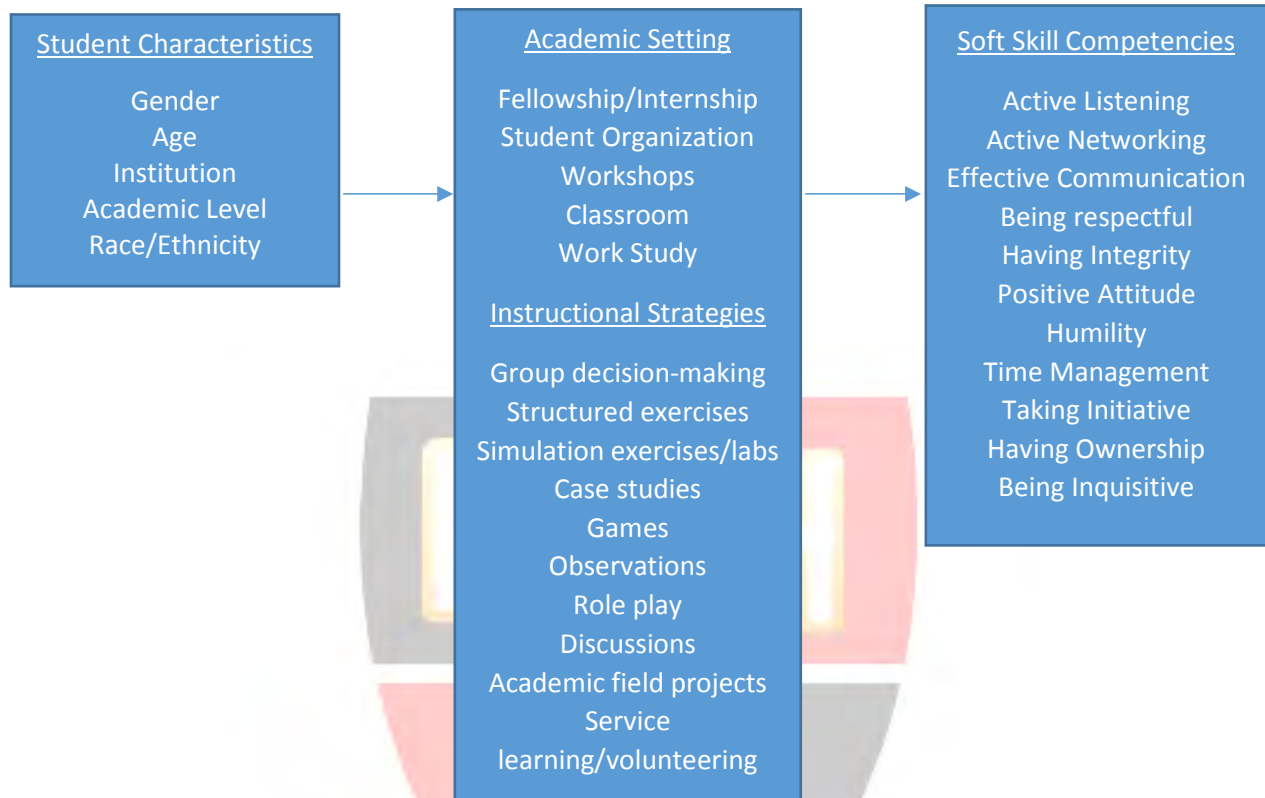 Student Characteristics
Gender
Age
Institution
Academic Level
Race/Ethnicity
Academic Setting
Fellowship/Internship
Student Organization
Workshops
Classroom
Work Study
Instructional Strategies
Group decision-making
Structured exercises
Simulation exercises/labs
Case studies
Games
Observations
Role play
Discussions
Academic field projects
Service
learning/volunteering
Soft Skill Competencies
Active Listening
Active Networking
Effective Communication
Being respectful
Having Integrity
Positive Attitude
Humility
Time Management
Taking Initiative
Having Ownership
Being Inquisitive